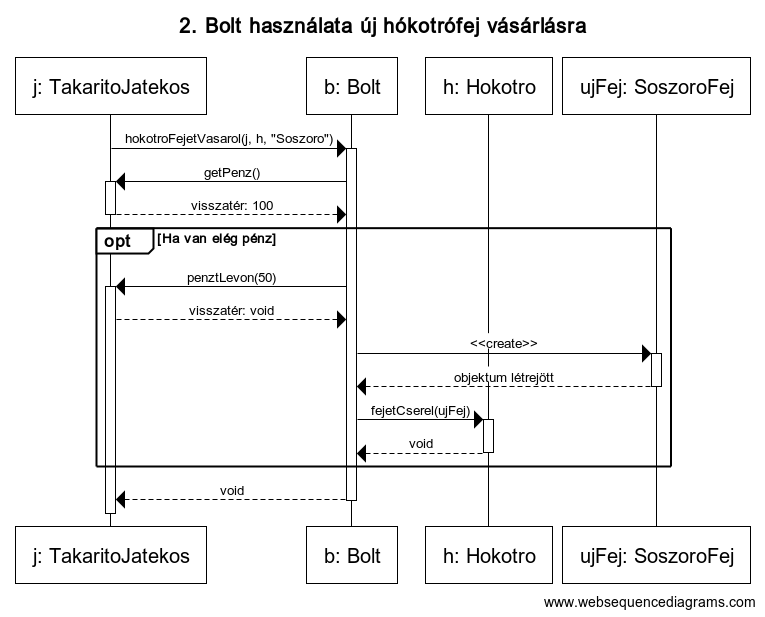 2. Bolt használata új hókotrófej vásárlásra
j: TakaritoJatekos
b: Bolt
h: Hokotro
ujFej: SoszoroFej
hokotroFejetVasarol(j, h, "Soszoro")
getPenz()
visszatér: 100
opt
[Ha van elég pénz]
penztLevon(50)
visszatér: void
<<create>>
objektum létrejött
fejetCserel(ujFej)
void
void
j: TakaritoJatekos
b: Bolt
h: Hokotro
ujFej: SoszoroFej
www.websequencediagrams.com